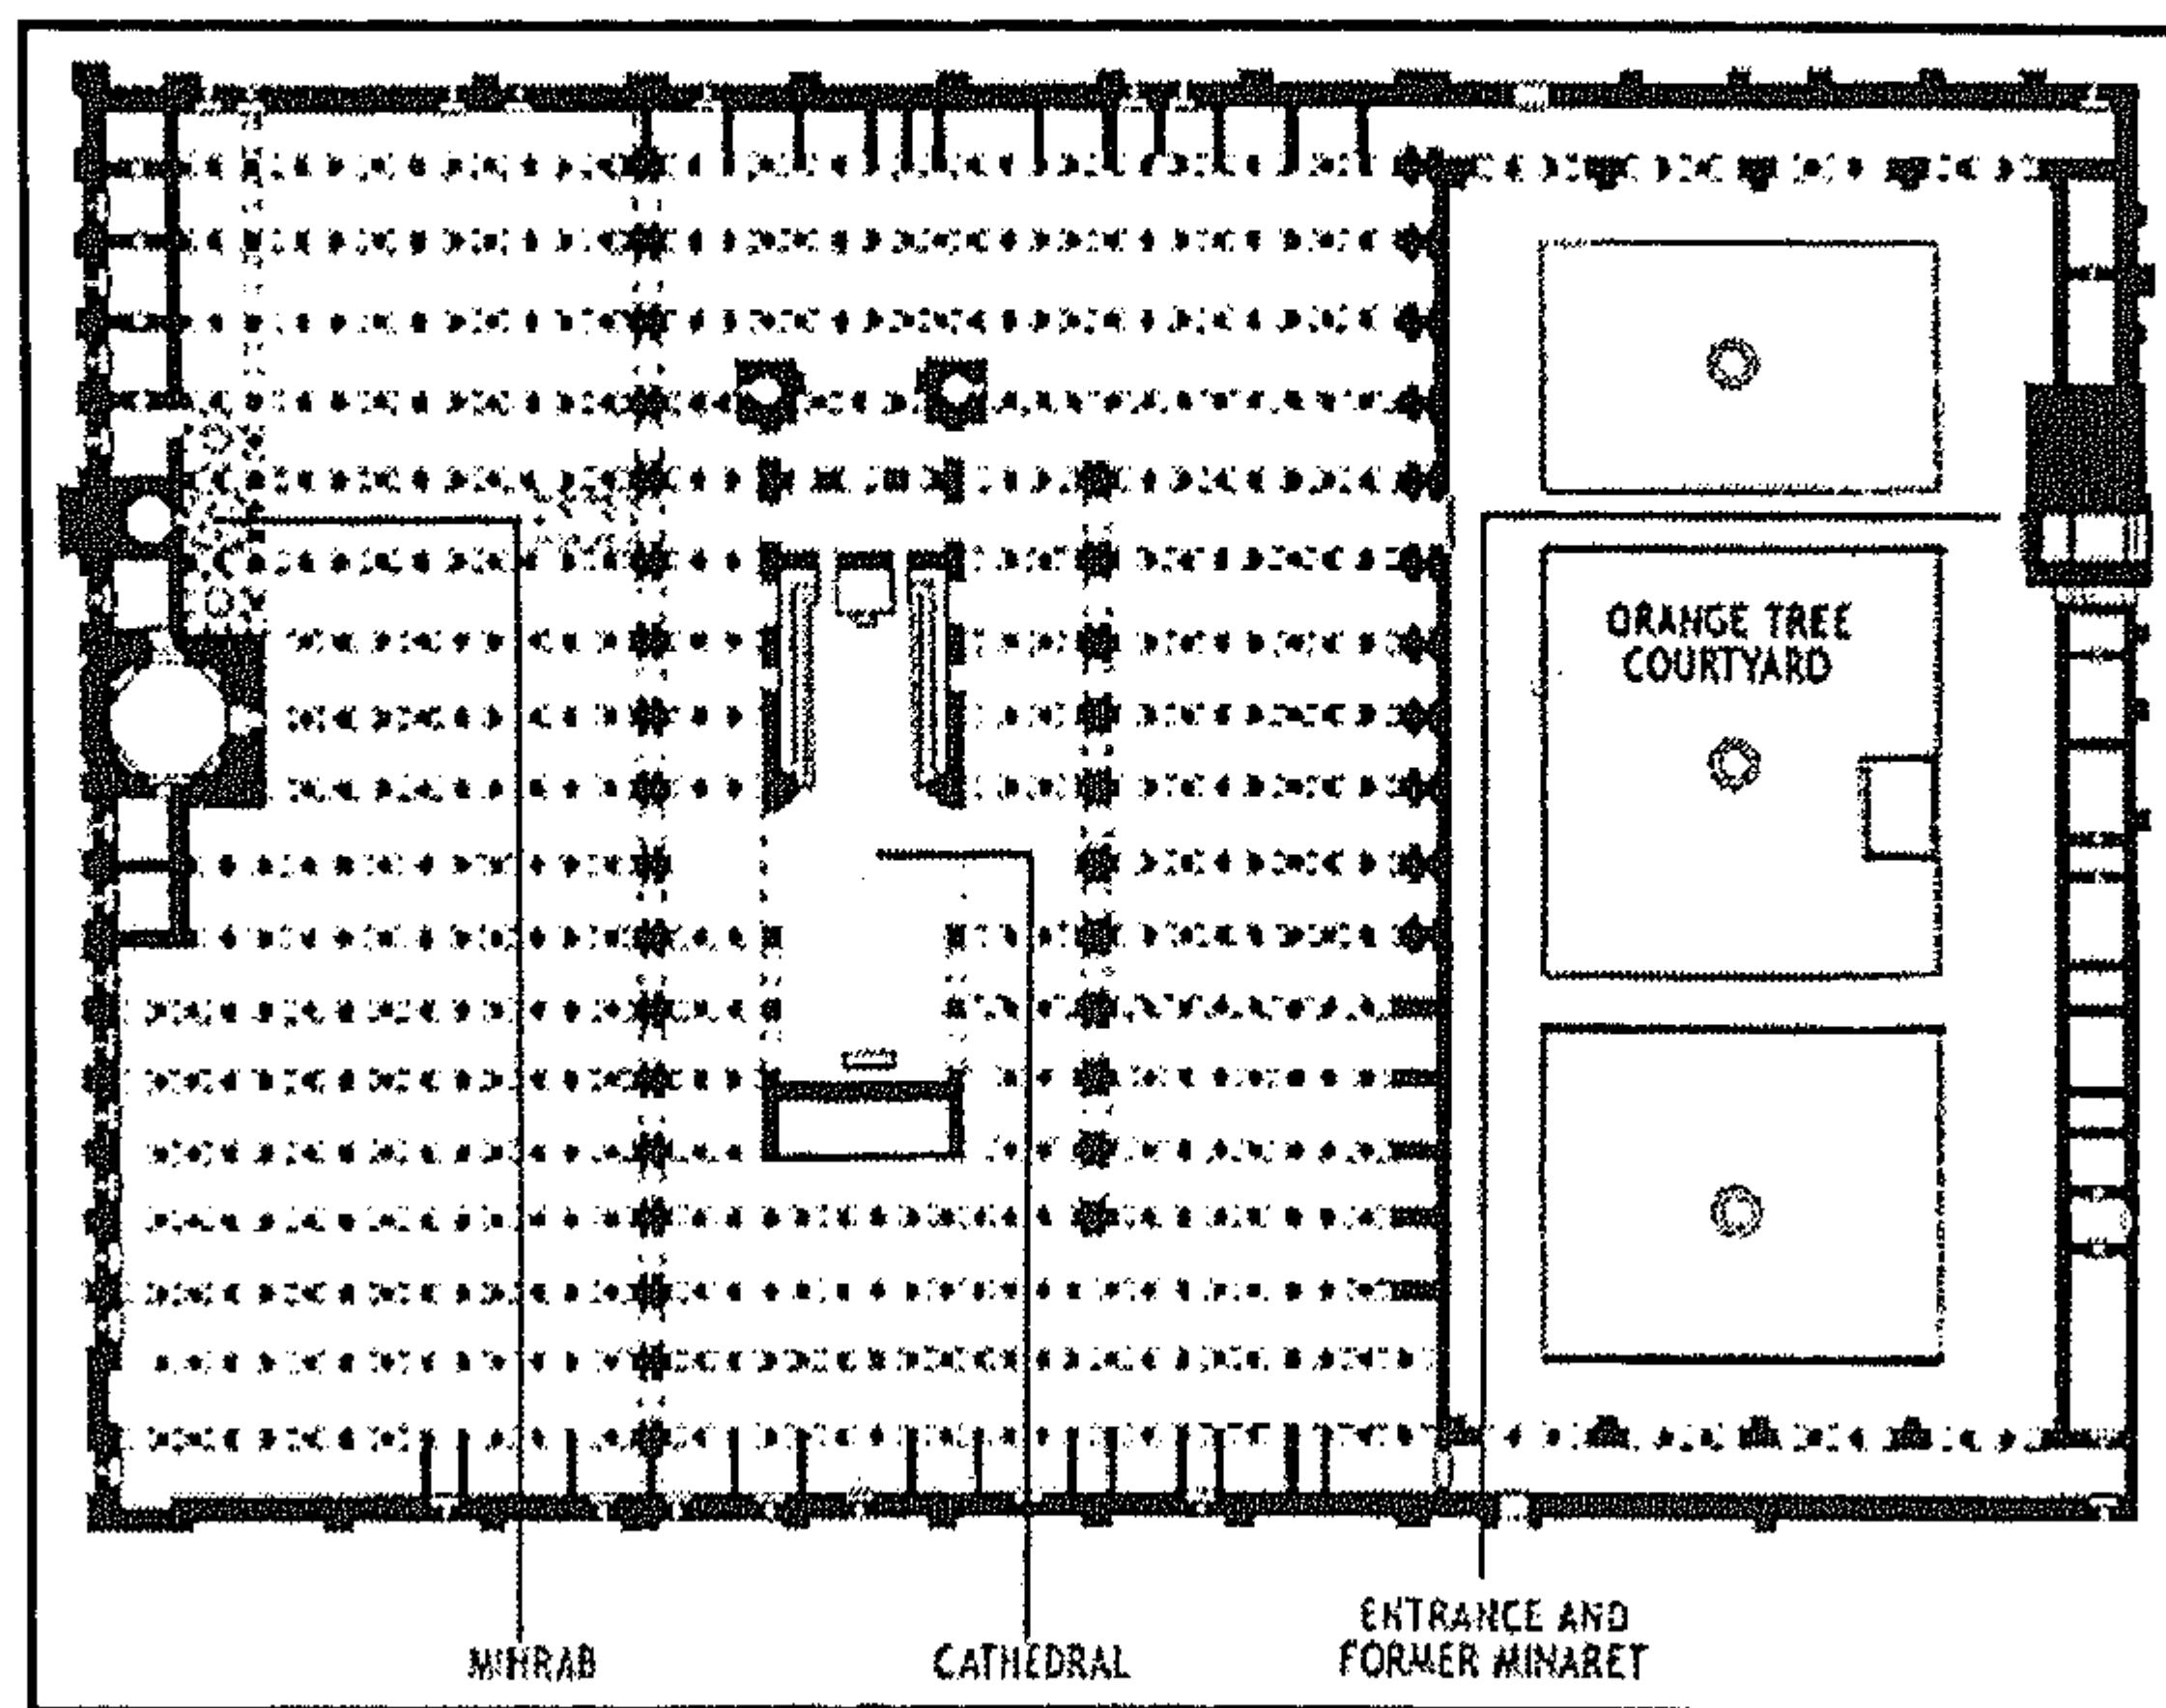 ORANGE TREE
COURTYARD
MIHRAB
CATHEDRAL
ENTRANCE AND
FORMER MINARET